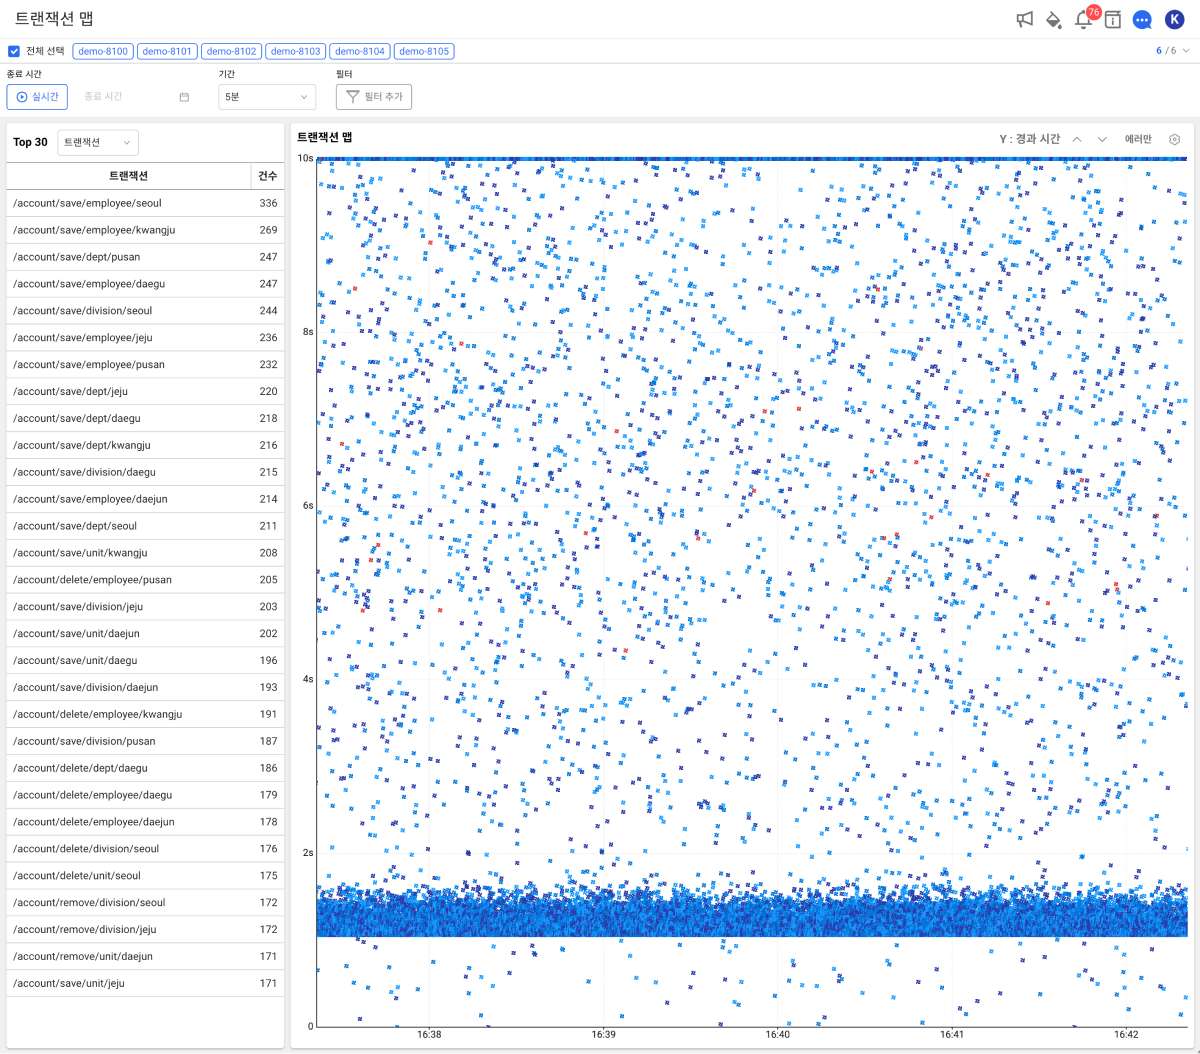 트랜잭션 맵
76
K
전체 선택 demo-8100 demo-8101 demo-8102 demo-8103 demo-8104 demo-8105
6 / 6
종료 시간 기간 필터
실시간 종료 시간 5분 필터 추가
Top 30 트랜잭션
트랜잭션 건수
/account/save/employee/seoul 336
/account/save/employee/kwangju 269
/account/save/dept/pusan 247
/account/save/employee/daegu 247
/account/save/division/seoul 244
/account/save/employee/jeju 236
/account/save/employee/pusan 232
/account/save/dept/jeju 220
/account/save/dept/daegu 218
/account/save/dept/kwangju 216
/account/save/division/daegu 215
/account/save/employee/daejun 214
/account/save/dept/seoul 211
/account/save/unit/kwangju 208
/account/delete/employee/pusan 205
/account/save/division/jeju 203
/account/save/unit/daejun 202
/account/save/unit/daegu 196
/account/save/division/daejun 193
/account/delete/employee/kwangju 191
/account/save/division/pusan 187
/account/delete/dept/daegu 186
/account/delete/employee/daegu 179
/account/delete/employee/daejun 178
/account/delete/division/seoul 176
/account/delete/unit/seoul 175
/account/remove/division/seoul 172
/account/remove/division/jeju 172
/account/remove/unit/daejun 171
/account/save/unit/jeju 171
트랜잭션 맵 Y : 경과 시간 에러만
10s
8s
6s
4s
2s
0
16:38 16:39 16:40 16:41 16:42